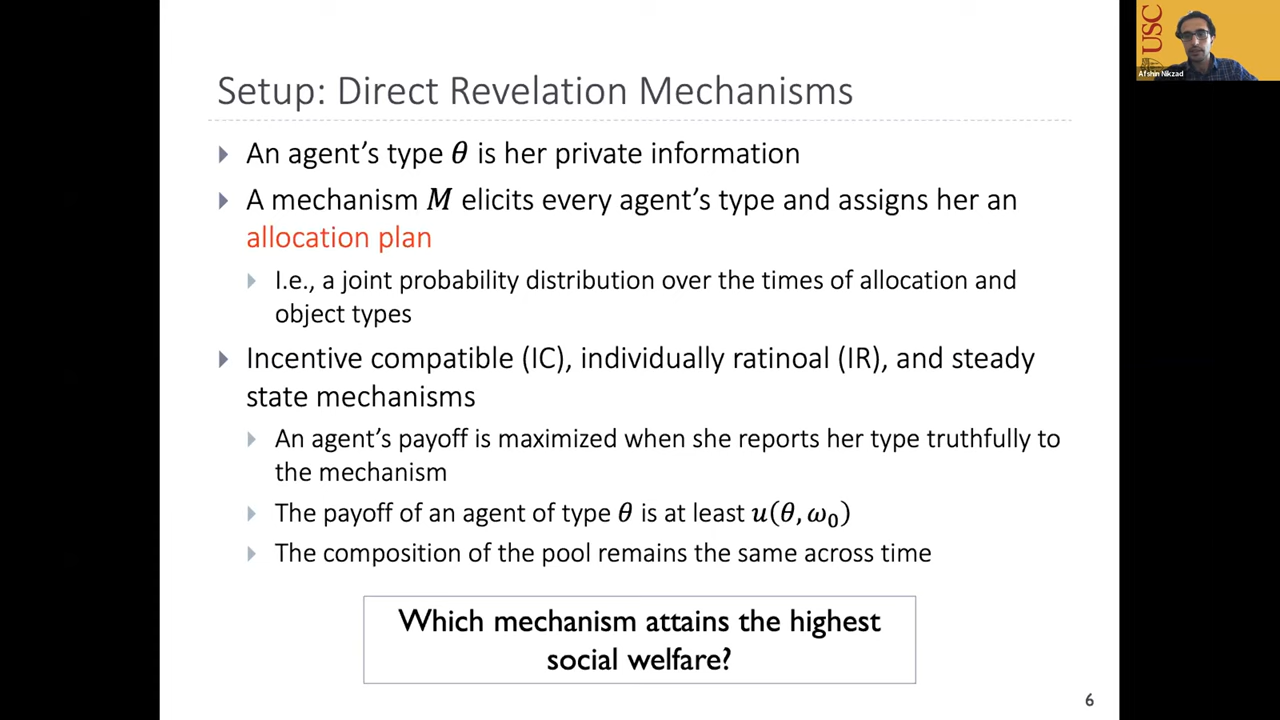 USC
Afshin Nikzad
Setup: Direct Revelation Mechanisms
An agent's type θ is her private information
A mechanism M elicits every agent's type and assigns her an
allocation plan
I.e., a joint probability distribution over the times of allocation and
object types
Incentive compatible (IC), individually ratinoal (IR), and steady
state mechanisms
An agent's payoff is maximized when she reports her type truthfully to
the mechanism
The payoff of an agent of type θ is at least u(θ, ω₀)
The composition of the pool remains the same across time
Which mechanism attains the highest
social welfare?
6